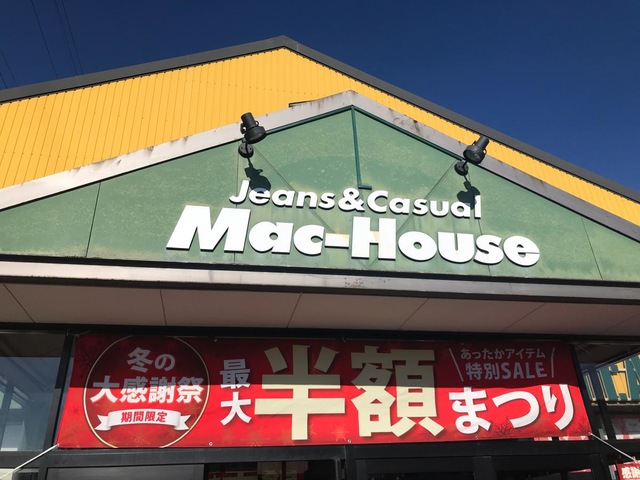 Jeans&Casual
Mac-House
冬の
大感謝祭
期間限定
最大
半額
まつり
あったかアイテム
特別SALE